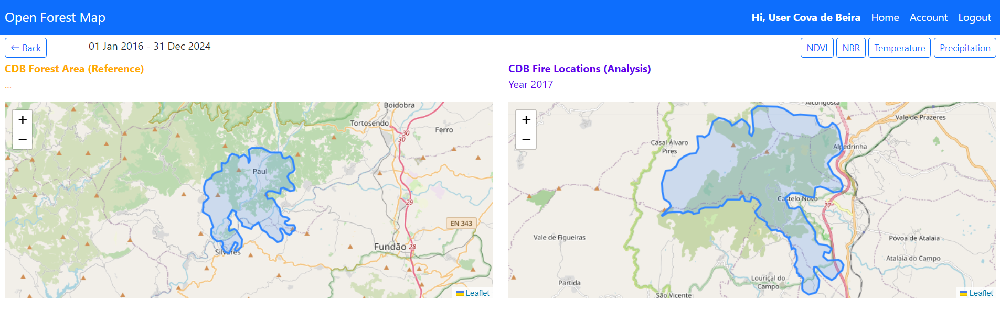 Open Forest Map
Hi, User Cova de Beira
Home
Account
Logout
← Back
01 Jan 2016 - 31 Dec 2024
NDVI
NBR
Temperature
Precipitation
CDB Forest Area (Reference)
...
CDB Fire Locations (Analysis)
Year 2017
+
−
Boidobra
Tortosendo
Ferro
30
30
Paul
29
EN 343
Fundão
28
Silvares
Leaflet
+
−
Alcongosta
Vale de Prazeres
Casal Álvaro
Pires
Alpedrinha
Castelo Novo
27
Vale de Figueiras
Póvoa de Atalaia
Atalaia do Campo
Louriçal do
Campo
Partida
São Vicente
Leaflet